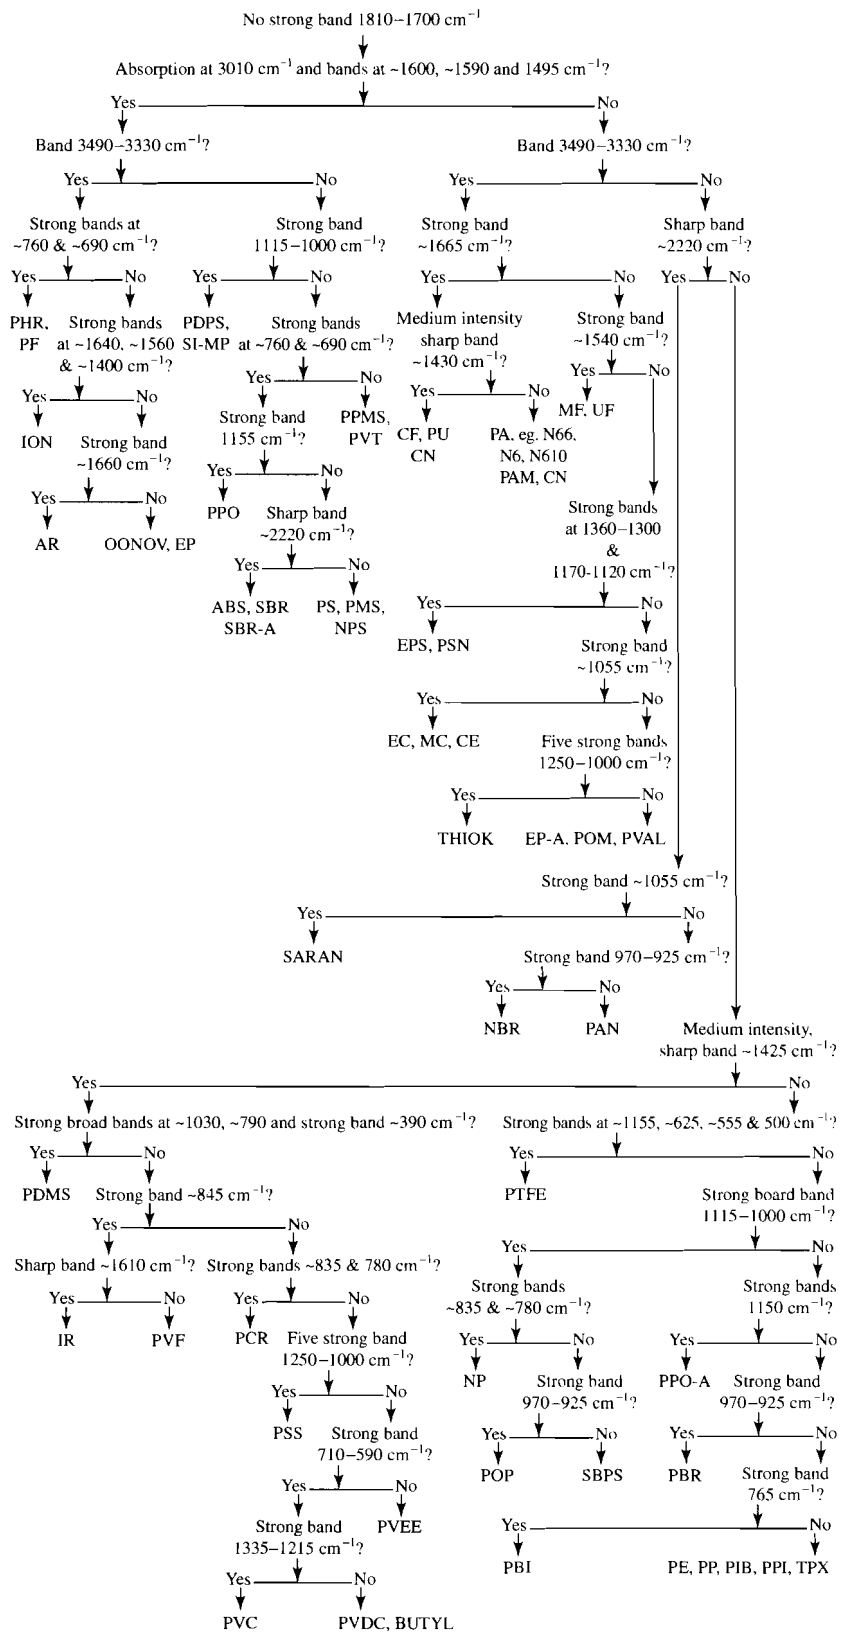 No strong band 1810–1700 cm⁻¹
Absorption at 3010 cm⁻¹ and bands at ~1600, ~1590 and 1495 cm⁻¹?
Yes No
Band 3490–3330 cm⁻¹? Band 3490–3330 cm⁻¹?
Yes No Yes No
Strong bands at Strong band Strong band Sharp band
~760 & ~690 cm⁻¹? 1115–1000 cm⁻¹? ~1665 cm⁻¹? ~2220 cm⁻¹?
Yes No Yes No Yes No Yes No
PHR, Strong bands PDPS, Strong bands Medium intensity Strong band
PF at ~1640, ~1560 SI-MP at ~760 & ~690 cm⁻¹? sharp band ~1540 cm⁻¹?
& ~1400 cm⁻¹? ~1430 cm⁻¹?
Yes No Yes No
Yes No Yes No
ION Strong band Strong band PPMS, CF, PU PA, eg. N66, MF, UF
~1660 cm⁻¹? 1155 cm⁻¹? PVT CN N6, N610
PAM, CN
Yes No Yes No
AR OONOV, EP PPO Sharp band Strong bands
~2220 cm⁻¹? at 1360–1300
&
1170-1120 cm⁻¹?
Yes No Yes No
ABS, SBR PS, PMS,
SBR-A NPS
EPS, PSN Strong band
~1055 cm⁻¹?
Yes No
EC, MC, CE Five strong bands
1250–1000 cm⁻¹?
Yes No
THIOK EP-A. POM, PVAL
Strong band ~1055 cm⁻¹?
Yes No
SARAN Strong band 970–925 cm⁻¹?
Yes No
NBR PAN Medium intensity,
sharp band ~1425 cm⁻¹?
Yes No
Strong broad bands at ~1030, ~790 and strong band ~390 cm⁻¹? Strong bands at ~1155, ~625, ~555 & 500 cm⁻¹?
Yes No Yes No
PDMS Strong band ~845 cm⁻¹? PTFE Strong board band
1115–1000 cm⁻¹?
Yes No Yes No
Sharp band ~1610 cm⁻¹? Strong bands ~835 & 780 cm⁻¹? Strong bands Strong bands
~835 & ~780 cm⁻¹? 1150 cm⁻¹?
Yes No Yes No Yes No Yes No
IR PVF PCR Five strong band NP Strong band PPO-A Strong band
1250–1000 cm⁻¹? 970–925 cm⁻¹? 970–925 cm⁻¹?
Yes No Yes No Yes No
PSS Strong band POP SBPS PBR Strong band
710–590 cm⁻¹? 765 cm⁻¹?
Yes No Yes No
Strong band PVEE PBI PE, PP, PIB, PPI, TPX
1335–1215 cm⁻¹?
Yes No
PVC PVDC, BUTYL